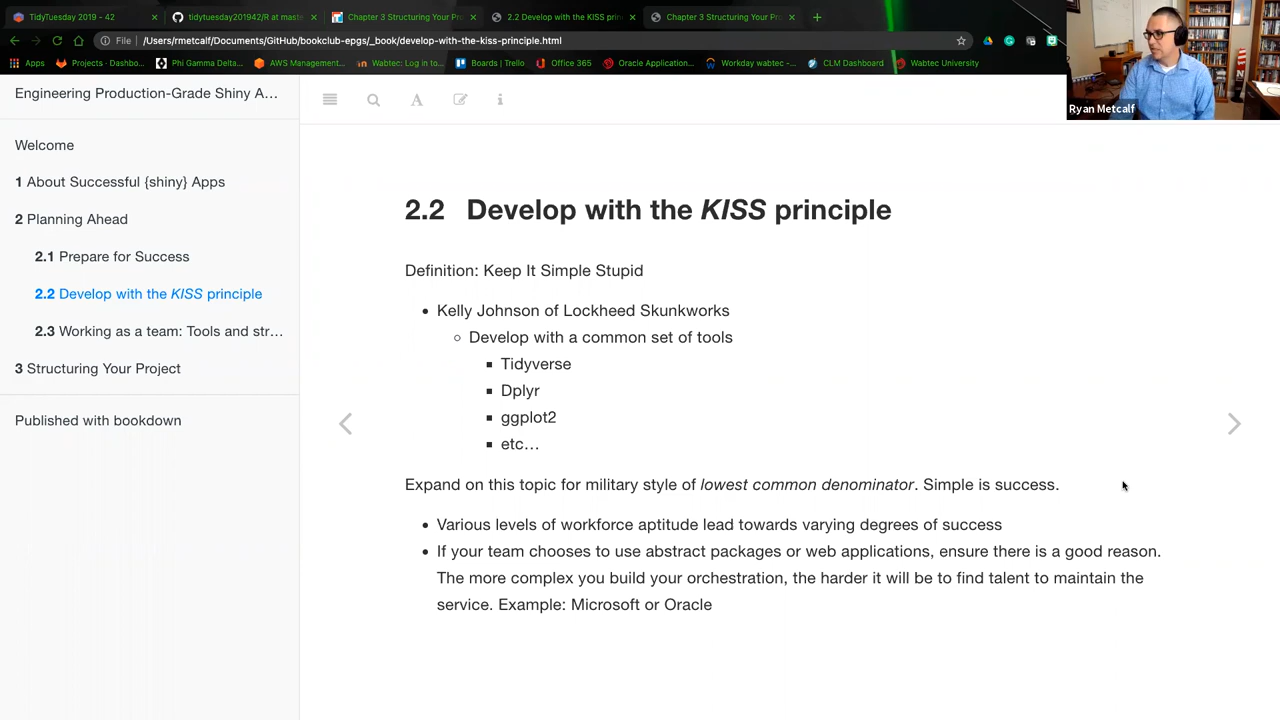 TidyTuesday 2019 - 42
tidytuesday201942/R at maste
Chapter 3 Structuring Your Pr
2.2 Develop with the KISS prin
Chapter 3 Structuring Your Pr
File
/Users/rmetcalf/Documents/GitHub/bookclub-epgs/_book/develop-with-the-kiss-principle.html
Apps
Projects · Dashbo...
Phi Gamma Delta...
AWS Management...
Wabtec: Log in to...
Boards | Trello
Office 365
Oracle Application...
Workday wabtec -...
CLM Dashboard
Wabtec University
Ryan Metcalf
Engineering Production-Grade Shiny A...
Welcome
1 About Successful {shiny} Apps
2 Planning Ahead
2.1 Prepare for Success
2.2 Develop with the KISS principle
2.3 Working as a team: Tools and str...
3 Structuring Your Project
Published with bookdown
2.2 Develop with the KISS principle
Definition: Keep It Simple Stupid
• Kelly Johnson of Lockheed Skunkworks
○ Develop with a common set of tools
▪ Tidyverse
▪ Dplyr
▪ ggplot2
▪ etc…
Expand on this topic for military style of lowest common denominator. Simple is success.
• Various levels of workforce aptitude lead towards varying degrees of success
• If your team chooses to use abstract packages or web applications, ensure there is a good reason.
The more complex you build your orchestration, the harder it will be to find talent to maintain the
service. Example: Microsoft or Oracle